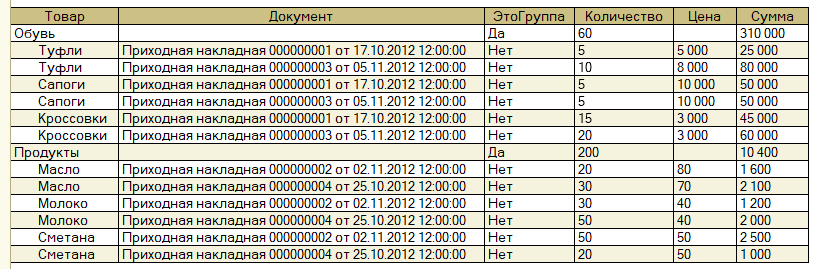 Товар Документ ЭтоГруппа Количество Цена Сумма
Обувь Да 60 310 000
Туфли Приходная накладная 000000001 от 17.10.2012 12:00:00 Нет 5 5 000 25 000
Туфли Приходная накладная 000000003 от 05.11.2012 12:00:00 Нет 10 8 000 80 000
Сапоги Приходная накладная 000000001 от 17.10.2012 12:00:00 Нет 5 10 000 50 000
Сапоги Приходная накладная 000000003 от 05.11.2012 12:00:00 Нет 5 10 000 50 000
Кроссовки Приходная накладная 000000001 от 17.10.2012 12:00:00 Нет 15 3 000 45 000
Кроссовки Приходная накладная 000000003 от 05.11.2012 12:00:00 Нет 20 3 000 60 000
Продукты Да 200 10 400
Масло Приходная накладная 000000002 от 02.11.2012 12:00:00 Нет 20 80 1 600
Масло Приходная накладная 000000004 от 25.10.2012 12:00:00 Нет 30 70 2 100
Молоко Приходная накладная 000000002 от 02.11.2012 12:00:00 Нет 30 40 1 200
Молоко Приходная накладная 000000004 от 25.10.2012 12:00:00 Нет 50 40 2 000
Сметана Приходная накладная 000000002 от 02.11.2012 12:00:00 Нет 50 50 2 500
Сметана Приходная накладная 000000004 от 25.10.2012 12:00:00 Нет 20 50 1 000